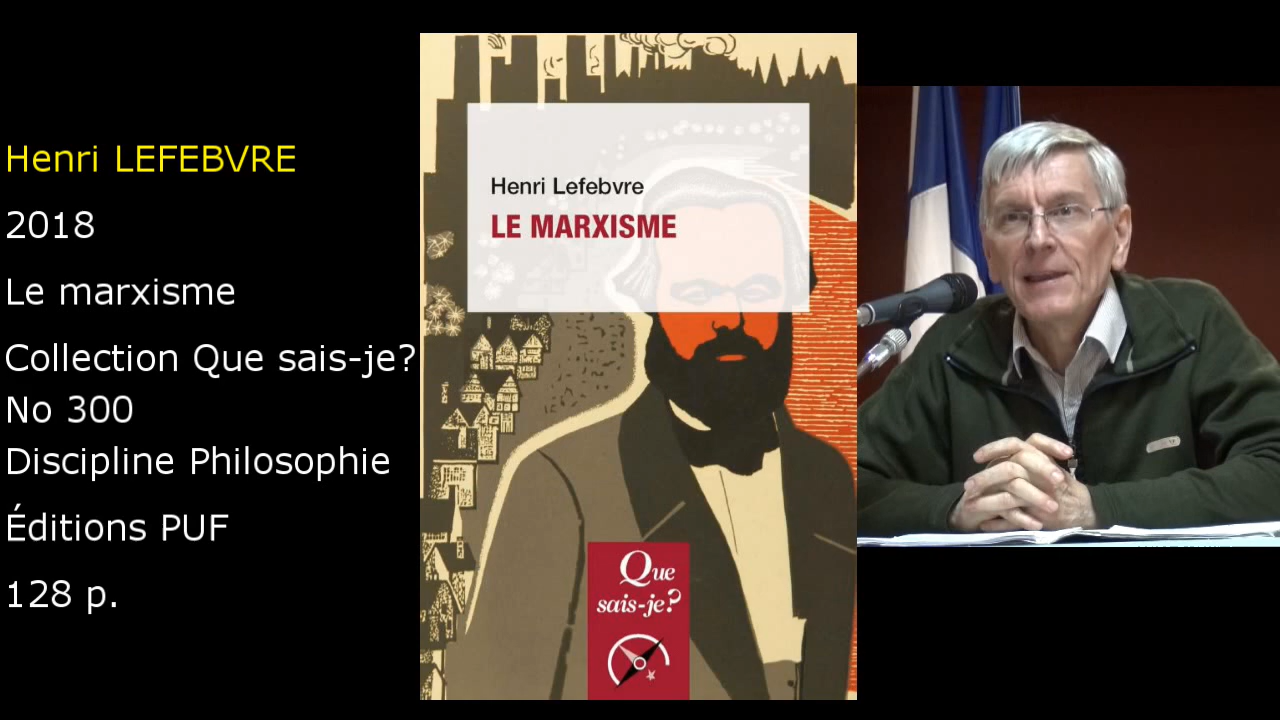 Henri LEFEBVRE
2018
Le marxisme
Collection Que sais-je?
No 300
Discipline Philosophie
Éditions PUF
128 p.
Henri Lefebvre
LE MARXISME
Que
sais-je?